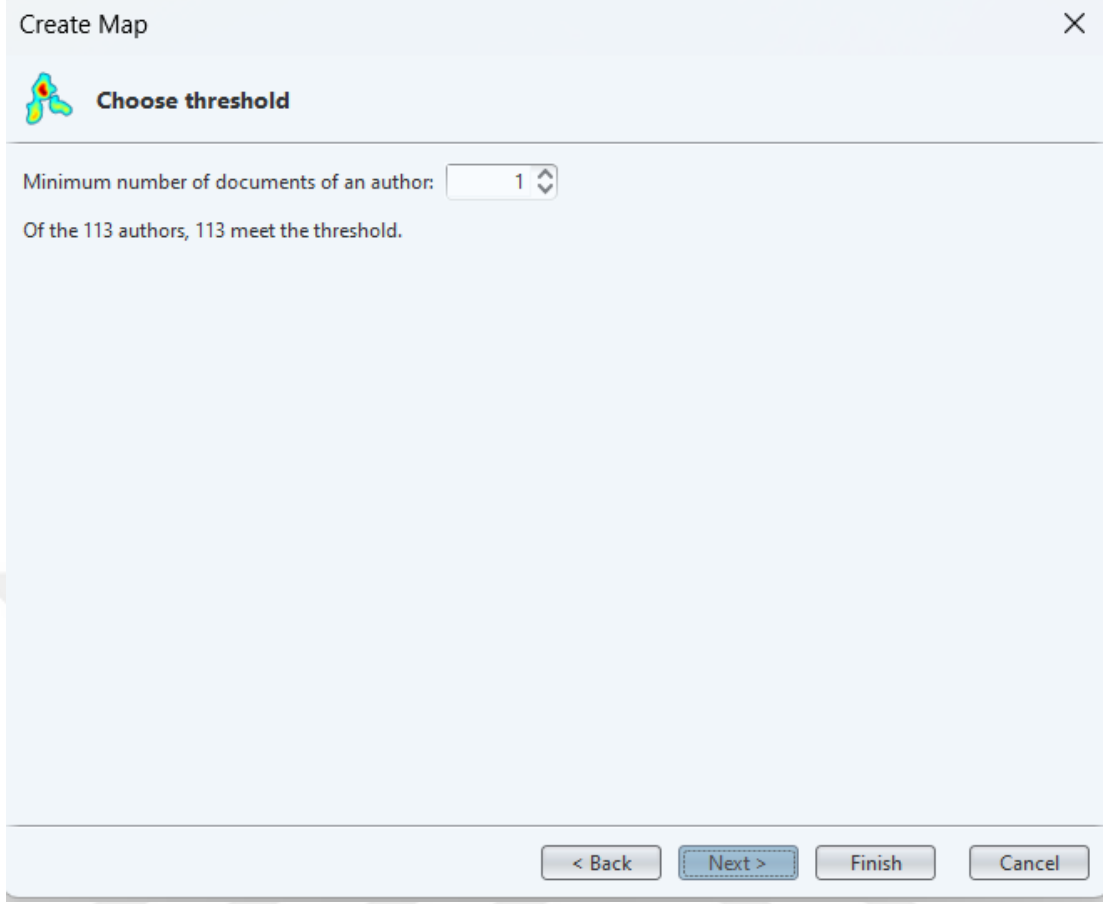 Create Map
Choose threshold
Minimum number of documents of an author: 1
Of the 113 authors, 113 meet the threshold.
< Back Next > Finish Cancel